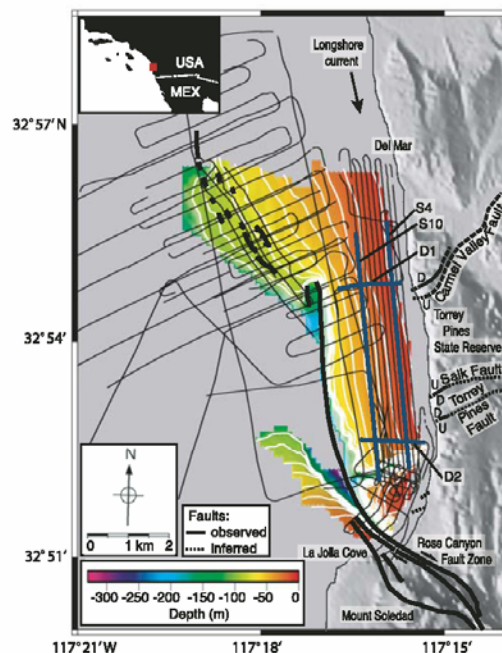 USA
MEX
Longshore
current
32°57'N
Del Mar
S4
S10
D1
Carmel Valley Fault
D
U
Torrey
Pines
State Reserve
32°54'
U Salk Fault
D Torrey
D
U Pines Fault
D2
N
0 1 km 2
Faults:
observed
Inferred
32°51'
La Jolla Cove
Rose Canyon
Fault Zone
-300 -250 -200 -150 -100 -50 0
Depth (m)
Mount Soledad
117°21'W
117°18'
117°15'